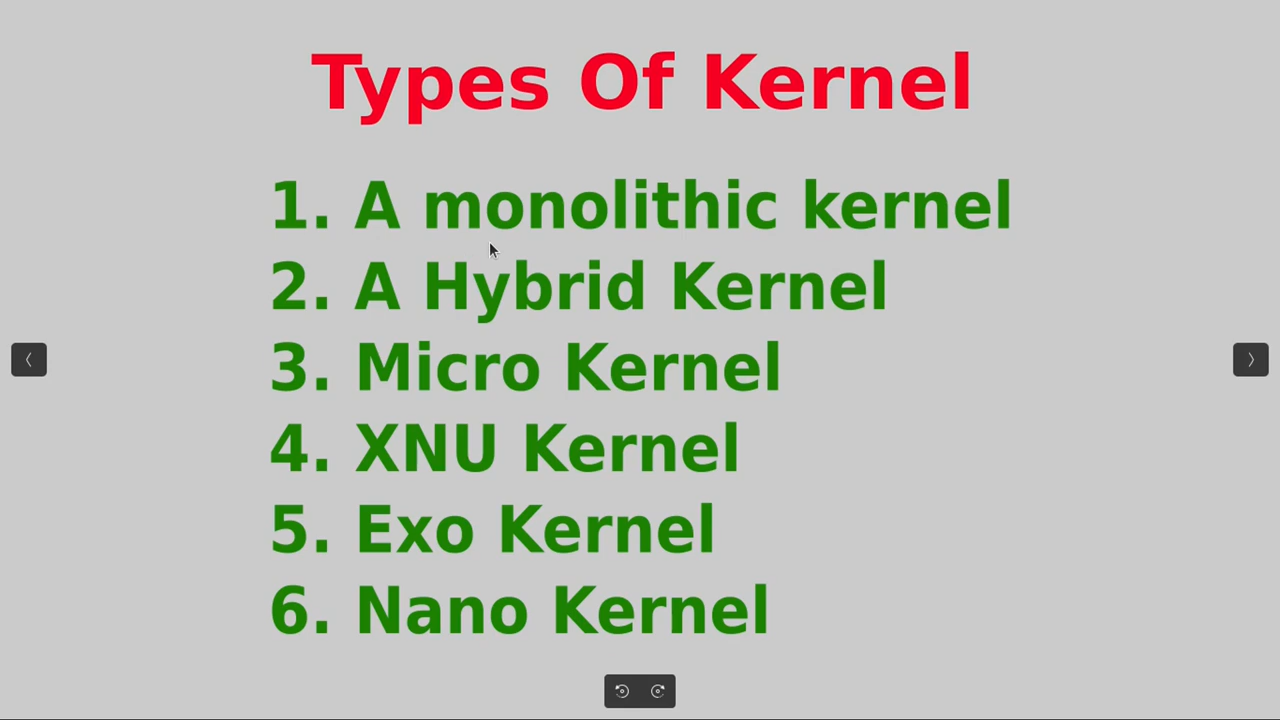 Types Of Kernel
1. A monolithic kernel
2. A Hybrid Kernel
3. Micro Kernel
4. XNU Kernel
5. Exo Kernel
6. Nano Kernel